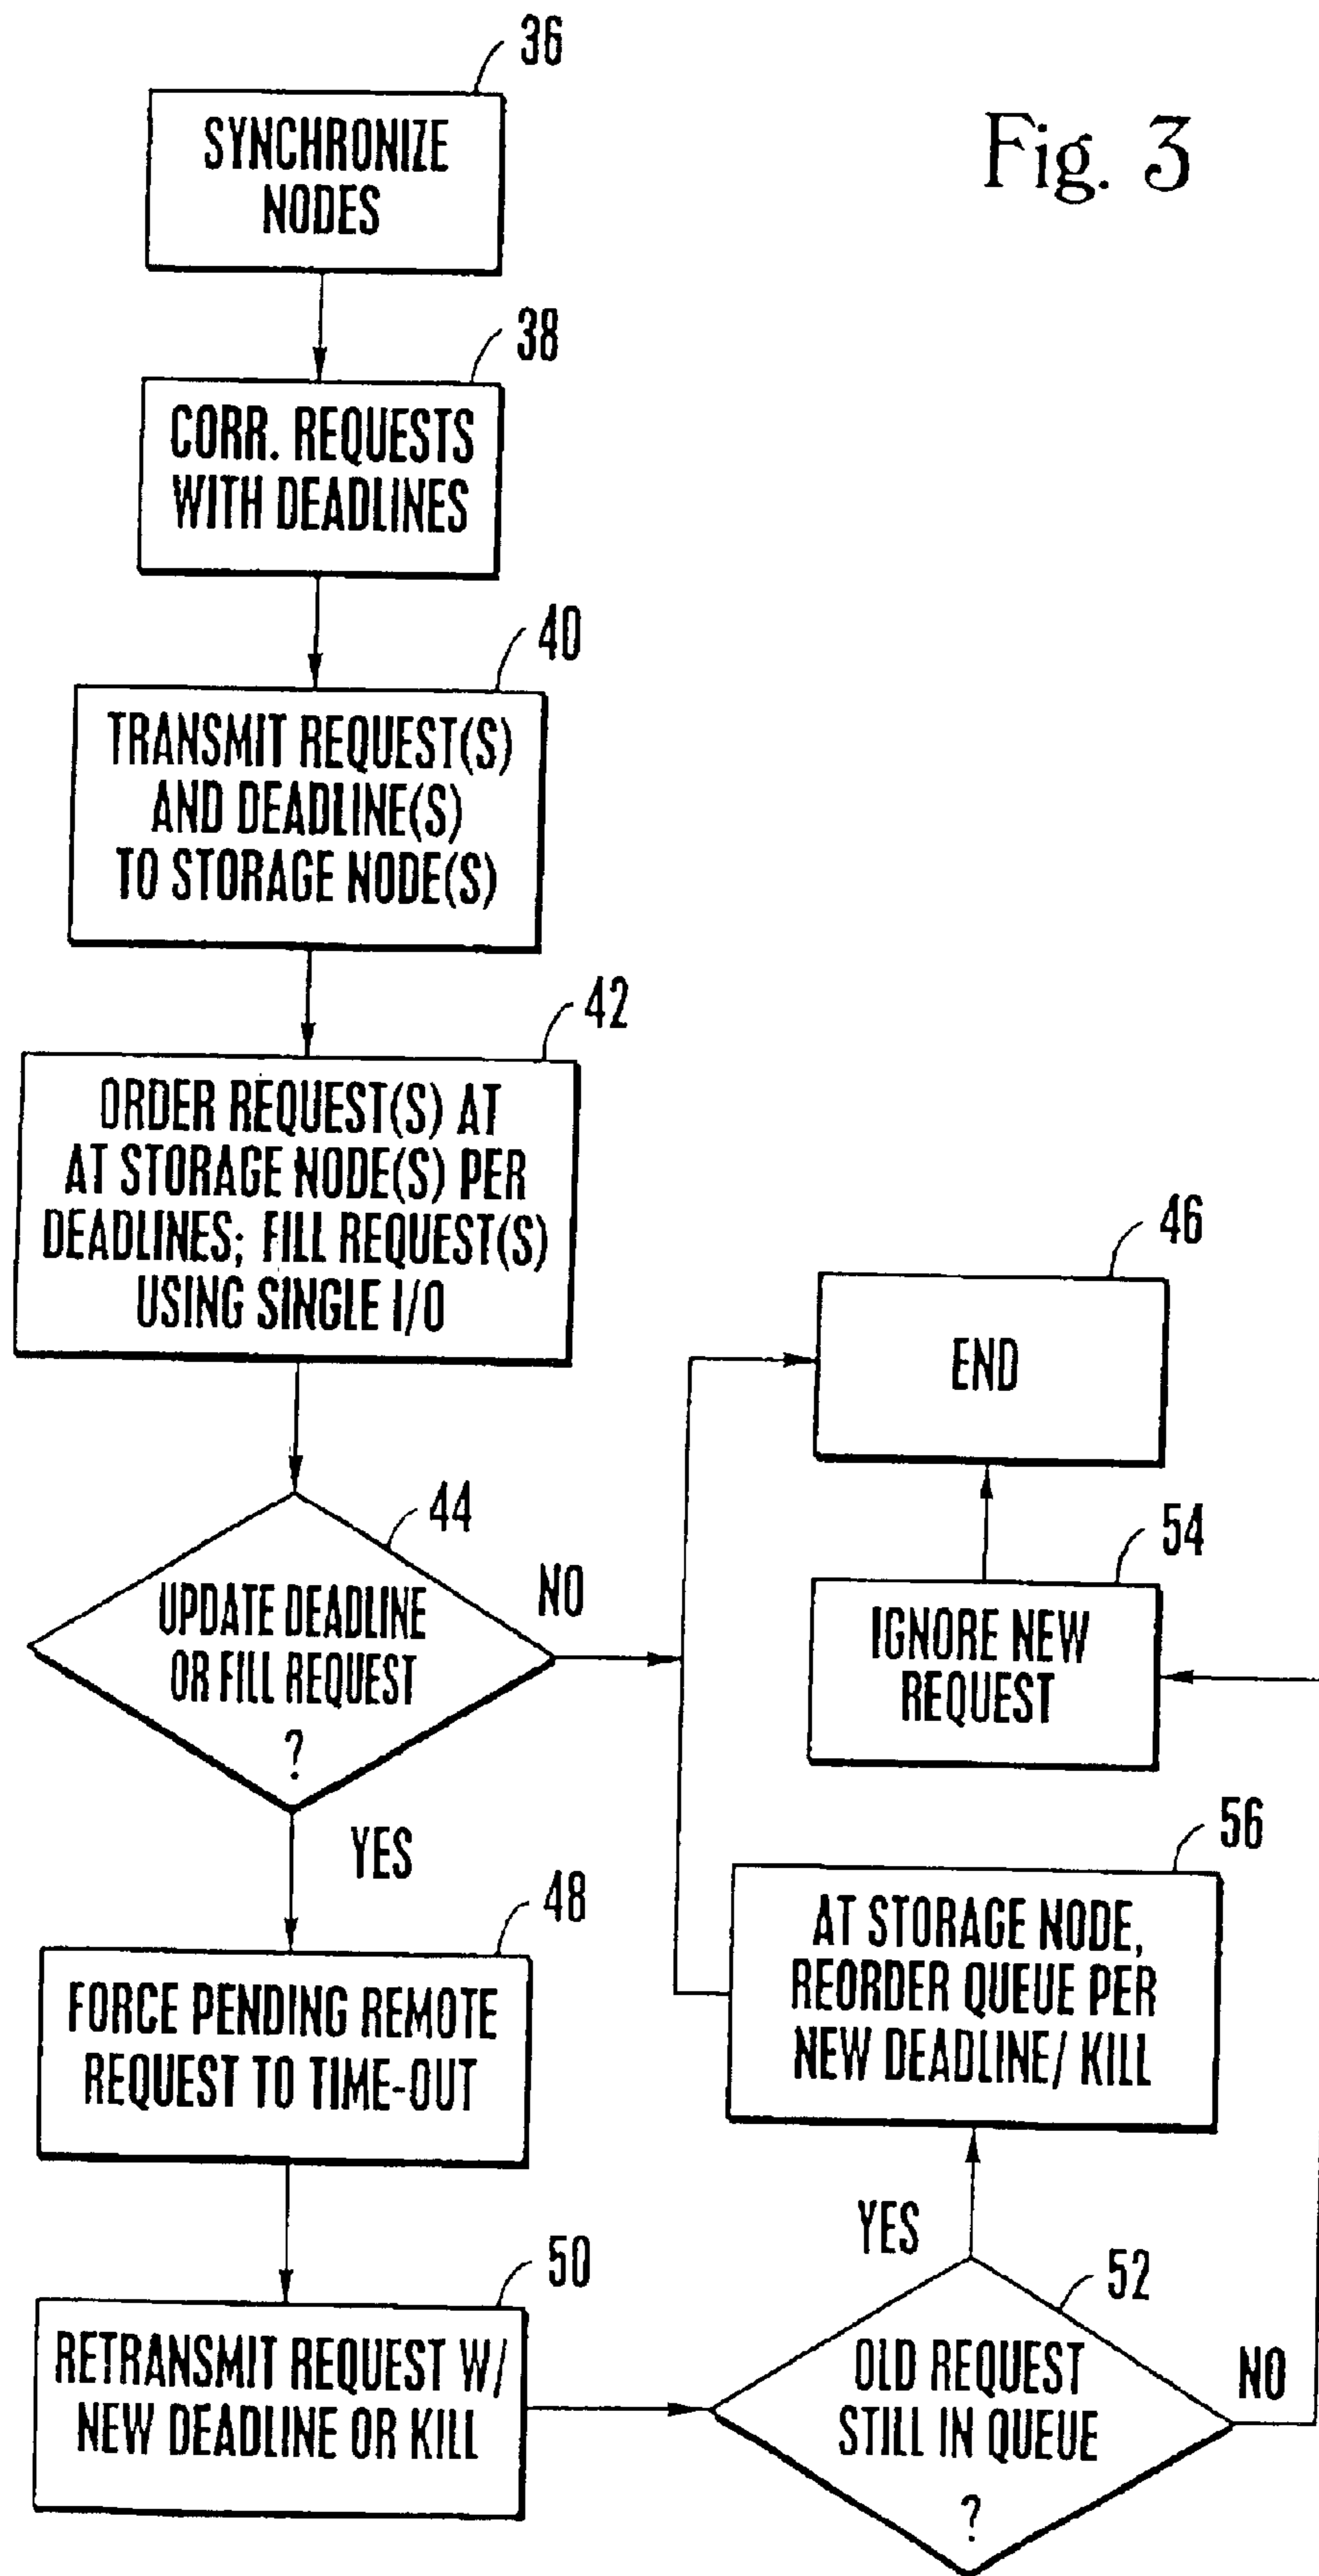 Fig. 3
36
SYNCHRONIZE
NODES
38
CORR. REQUESTS
WITH DEADLINES
40
TRANSMIT REQUEST(S)
AND DEADLINE(S)
TO STORAGE NODE(S)
42
ORDER REQUEST(S) AT
AT STORAGE NODE(S) PER
DEADLINES; FILL REQUEST(S)
USING SINGLE I/O
44
UPDATE DEADLINE
OR FILL REQUEST
?
NO
YES
46
END
48
FORCE PENDING REMOTE
REQUEST TO TIME-OUT
50
RETRANSMIT REQUEST W/
NEW DEADLINE OR KILL
52
OLD REQUEST
STILL IN QUEUE
?
YES
NO
54
IGNORE NEW
REQUEST
56
AT STORAGE NODE,
REORDER QUEUE PER
NEW DEADLINE/ KILL